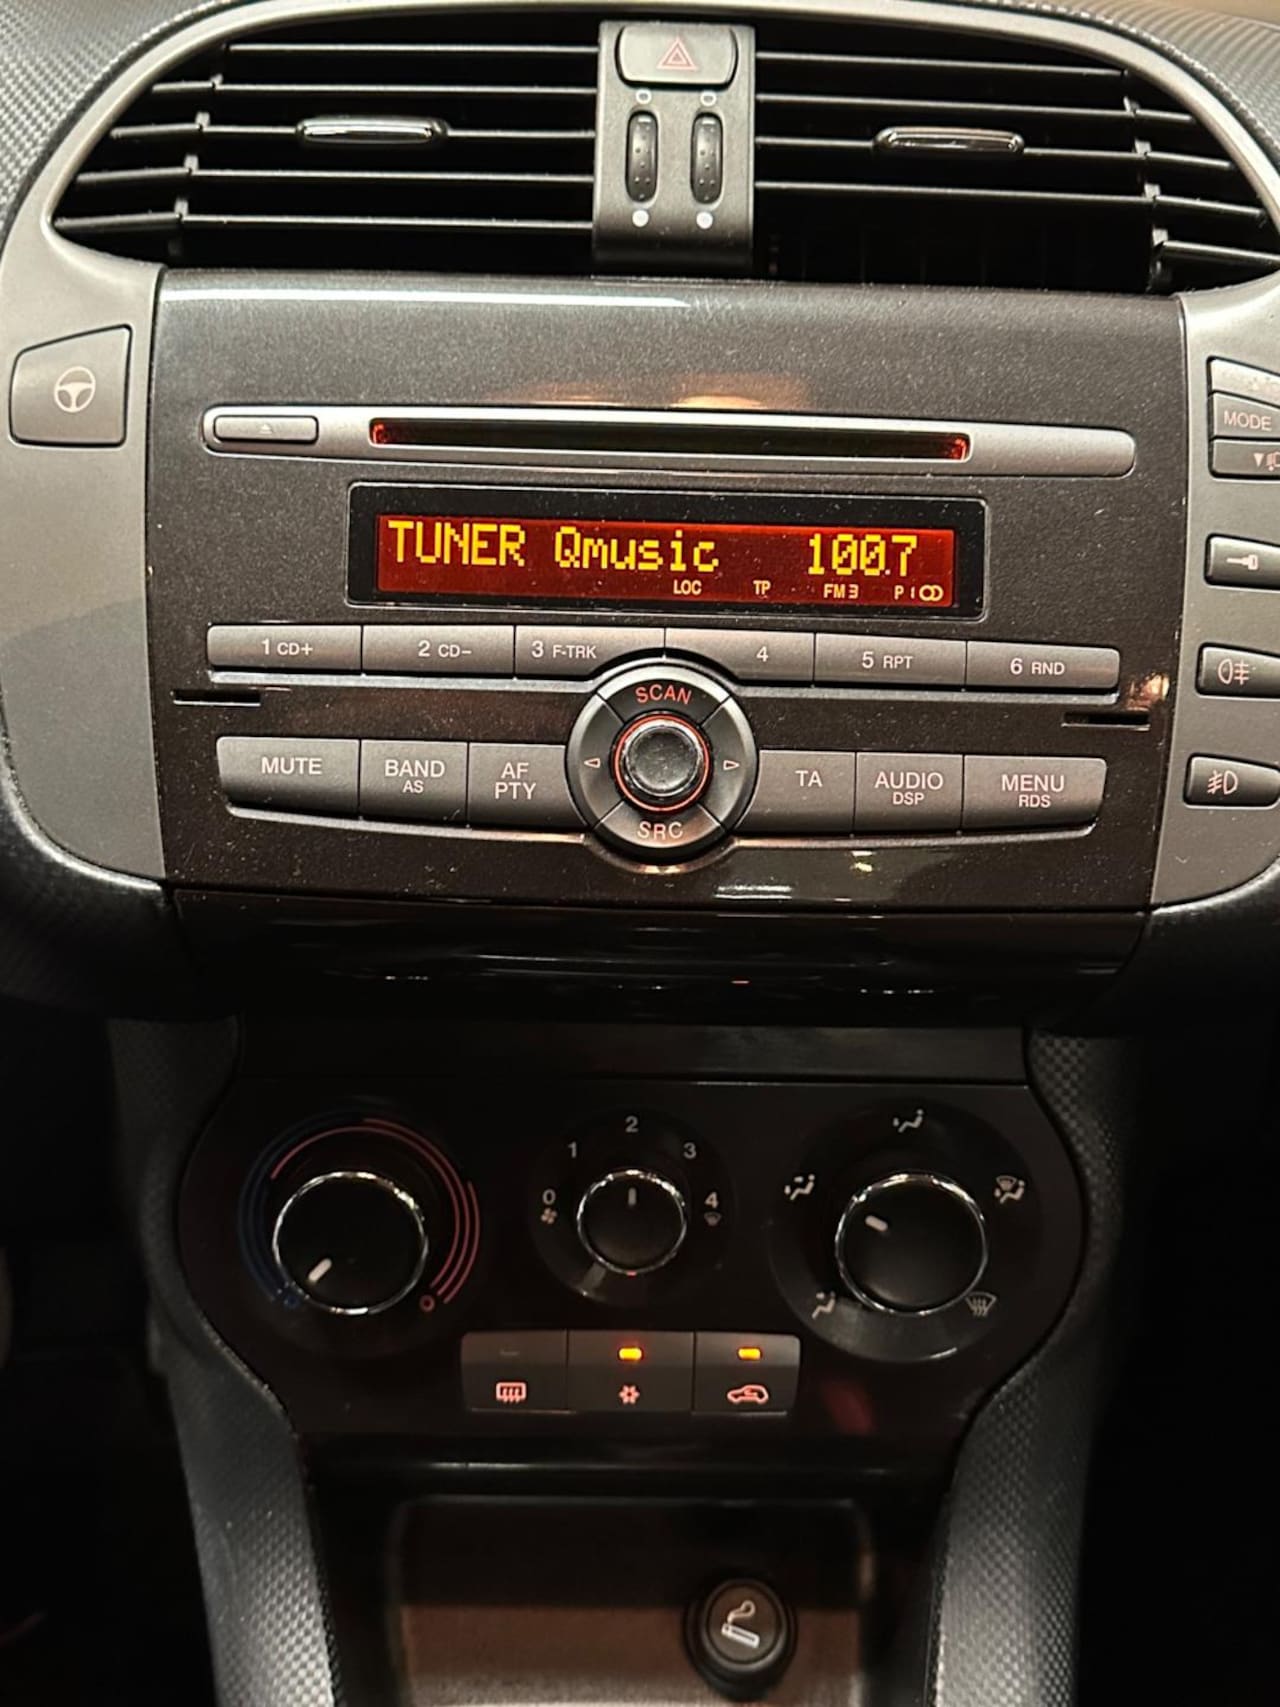 MODE
TUNER Qmusic 100.7
LOC TP FM3 P1
1 CD+ 2 CD- 3 F-TRK 4 5 RPT 6 RND
SCAN
MUTE BAND AF TA AUDIO MENU
AS PTY DSP RDS
SRC
2
1 3
0 4